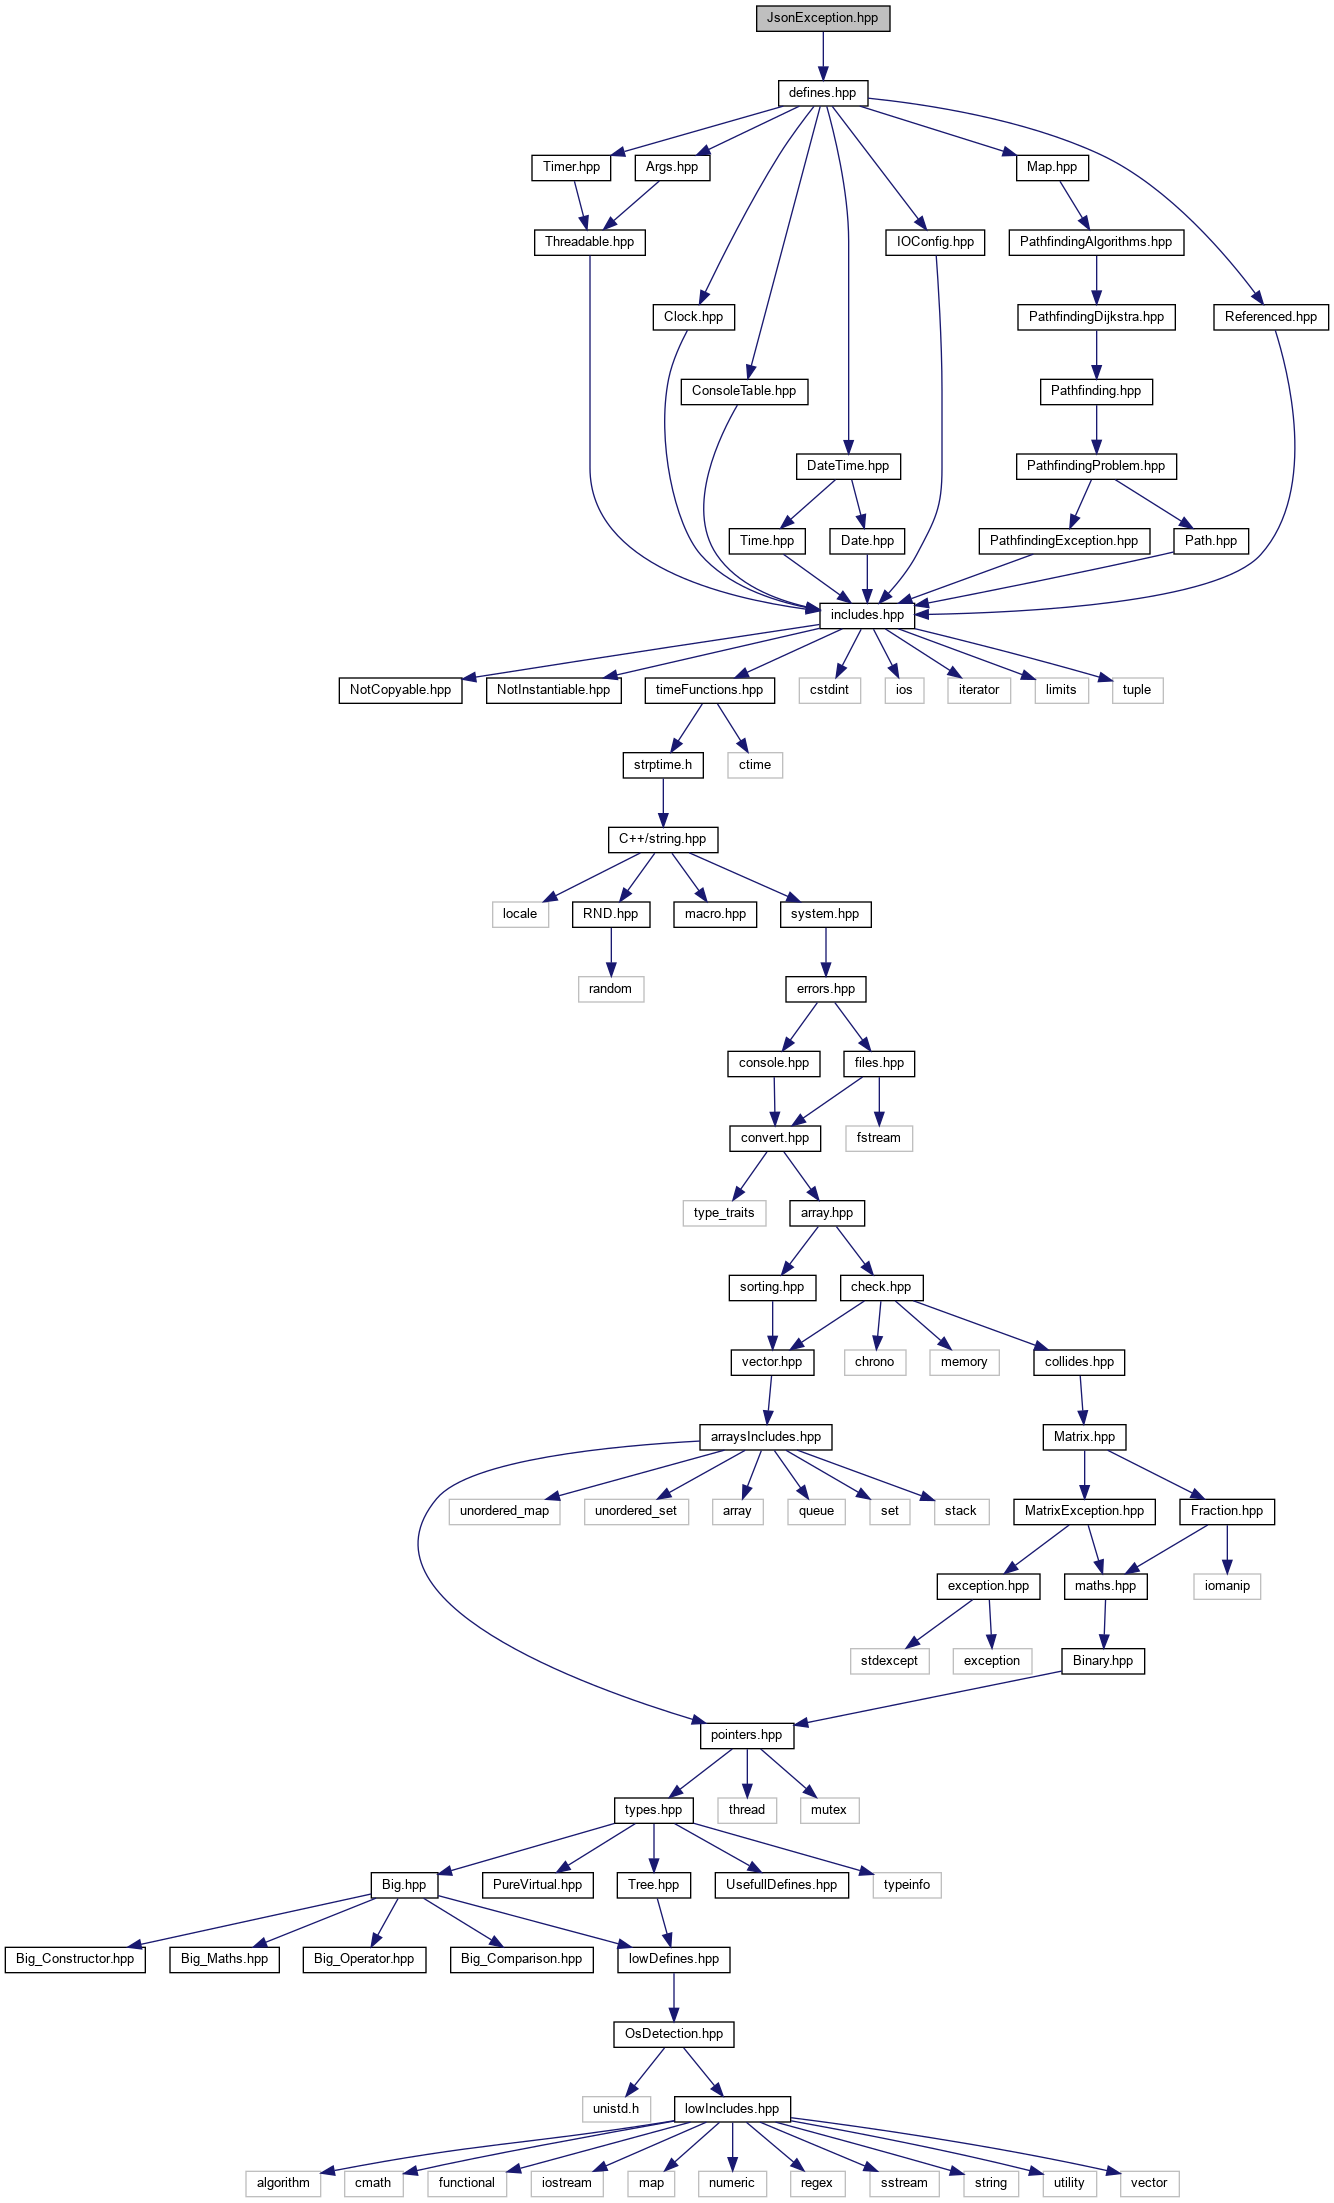 JsonException.hpp
defines.hpp
Timer.hpp
Args.hpp
Map.hpp
Threadable.hpp
IOConfig.hpp
PathfindingAlgorithms.hpp
Clock.hpp
PathfindingDijkstra.hpp
Referenced.hpp
ConsoleTable.hpp
Pathfinding.hpp
DateTime.hpp
PathfindingProblem.hpp
Time.hpp
Date.hpp
PathfindingException.hpp
Path.hpp
includes.hpp
NotCopyable.hpp
NotInstantiable.hpp
timeFunctions.hpp
cstdint
ios
iterator
limits
tuple
strptime.h
ctime
C++/string.hpp
locale
RND.hpp
macro.hpp
system.hpp
random
errors.hpp
console.hpp
files.hpp
convert.hpp
fstream
type_traits
array.hpp
sorting.hpp
check.hpp
vector.hpp
chrono
memory
collides.hpp
arraysIncludes.hpp
Matrix.hpp
unordered_map
unordered_set
array
queue
set
stack
MatrixException.hpp
Fraction.hpp
exception.hpp
maths.hpp
iomanip
stdexcept
exception
Binary.hpp
pointers.hpp
types.hpp
thread
mutex
Big.hpp
PureVirtual.hpp
Tree.hpp
UsefullDefines.hpp
typeinfo
Big_Constructor.hpp
Big_Maths.hpp
Big_Operator.hpp
Big_Comparison.hpp
lowDefines.hpp
OsDetection.hpp
unistd.h
lowIncludes.hpp
algorithm
cmath
functional
iostream
map
numeric
regex
sstream
string
utility
vector